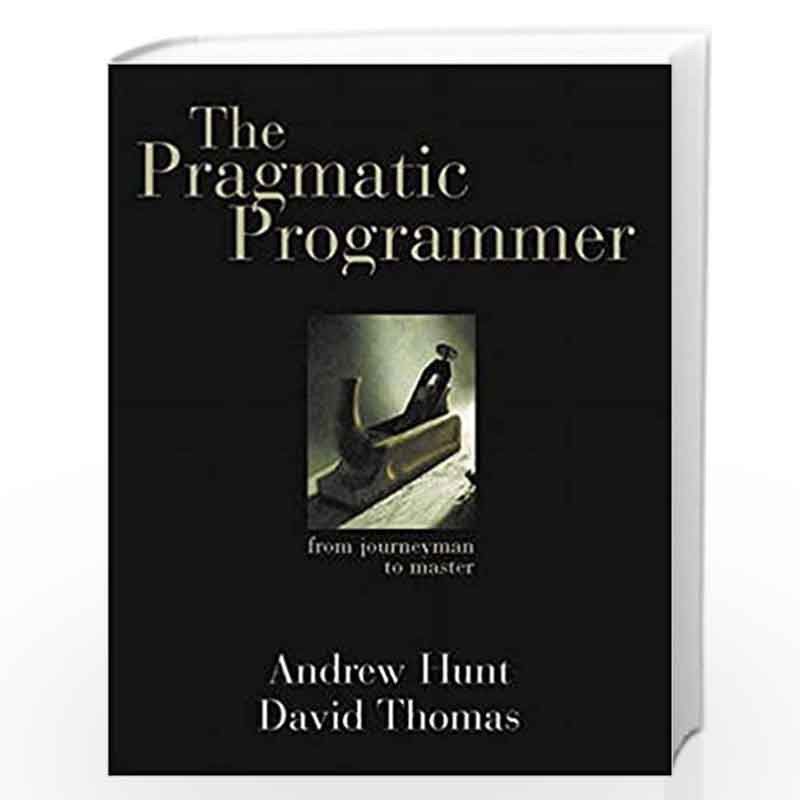 The
Pragmatic
Programmer
from journeyman
to master
Andrew Hunt
David Thomas